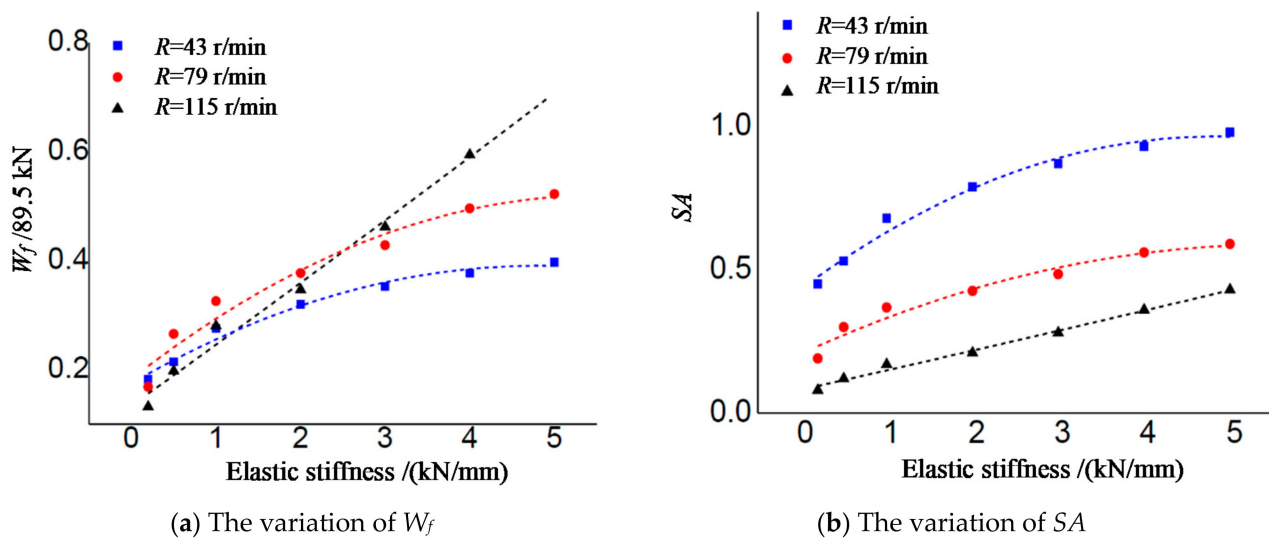 0.8
0.6
0.4
0.2
W_f /89.5 kN
R=43 r/min
R=79 r/min
R=115 r/min
0 1 2 3 4 5
Elastic stiffness /(kN/mm)
(a) The variation of W_f
1.0
0.5
0.0
SA
R=43 r/min
R=79 r/min
R=115 r/min
0 1 2 3 4 5
Elastic stiffness /(kN/mm)
(b) The variation of SA